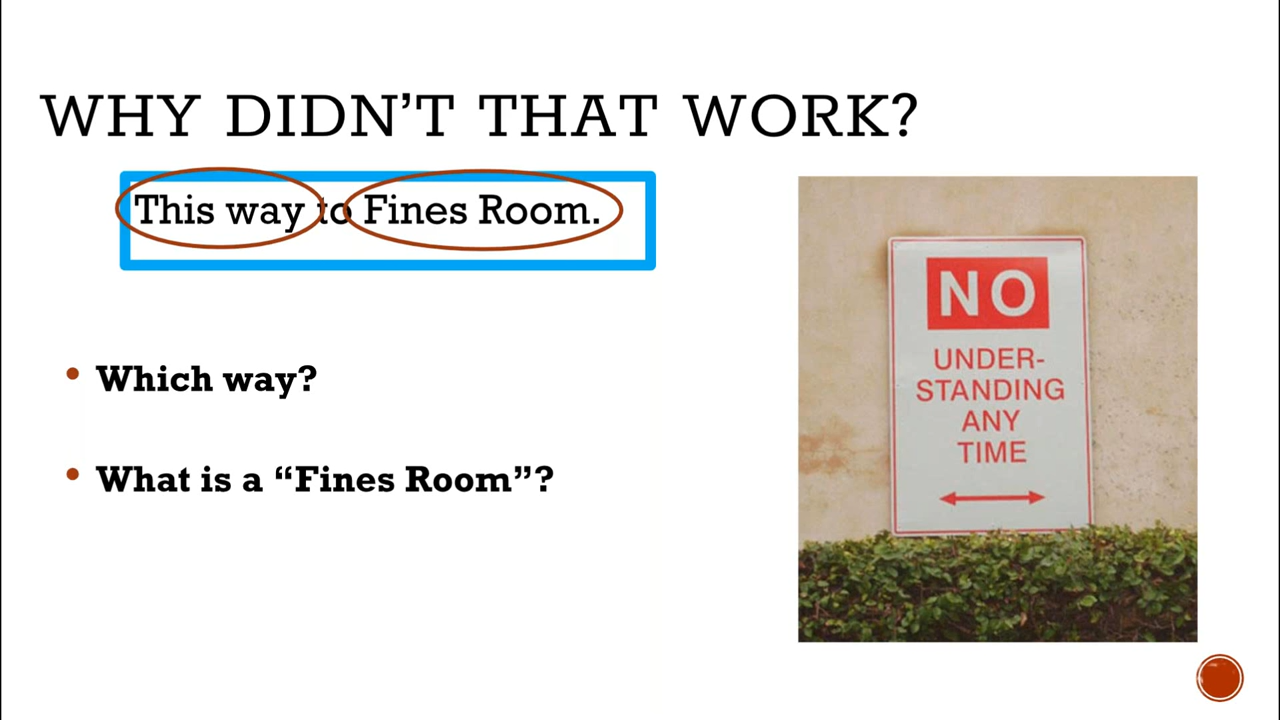 WHY DIDN’T THAT WORK?
This way to Fines Room.
• Which way?
• What is a “Fines Room”?
NO
UNDER-
STANDING
ANY
TIME